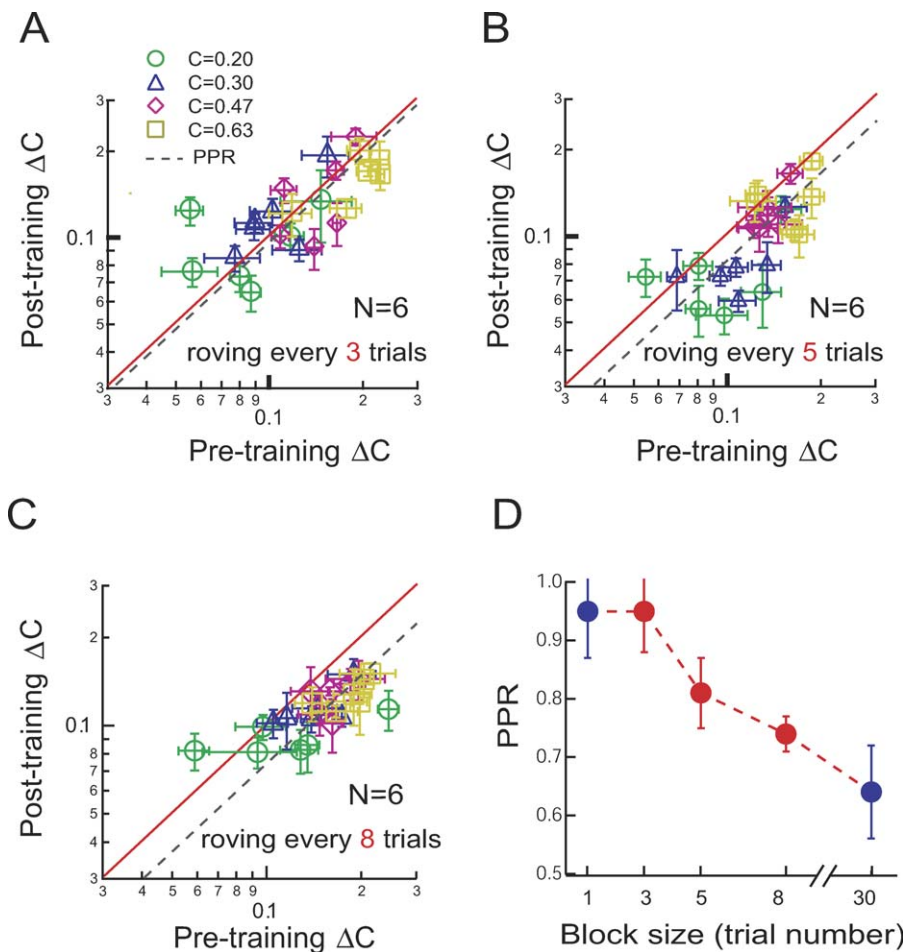 A
C=0.20
C=0.30
C=0.47
C=0.63
PPR
3
2
0.1
8
7
6
5
4
3
Post-training ΔC
N=6
roving every 3 trials
3 4 5 6 7 8 9 2 3
0.1
Pre-training ΔC
B
3
2
0.1
8
7
6
5
4
3
Post-training ΔC
N=6
roving every 5 trials
3 4 5 6 7 8 9 2 3
0.1
Pre-training ΔC
C
3
2
0.1
8
7
6
5
4
3
Post-training ΔC
N=6
roving every 8 trials
3 4 5 6 7 8 9 2 3
0.1
Pre-training ΔC
D
1.0
0.9
0.8
0.7
0.6
0.5
PPR
1 3 5 8 30
Block size (trial number)